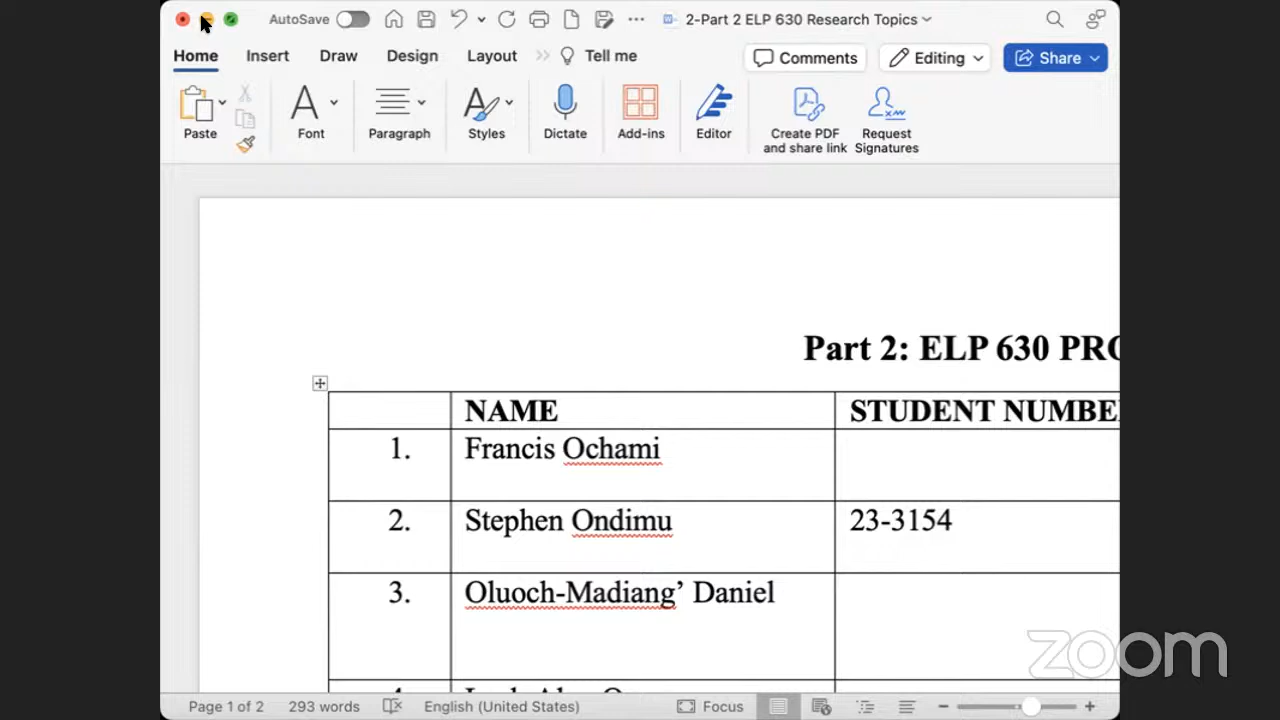 AutoSave
2-Part 2 ELP 630 Research Topics
Home Insert Draw Design Layout Tell me
Comments Editing Share
Paste Font Paragraph Styles Dictate Add-ins Editor Create PDF and share link Request Signatures
Part 2: ELP 630
NAME STUDENT
1. Francis Ochami
2. Stephen Ondimu 23-3154
3. Oluoch-Madiang’ Daniel
zoom
Page 1 of 2 293 words English (United States) Focus